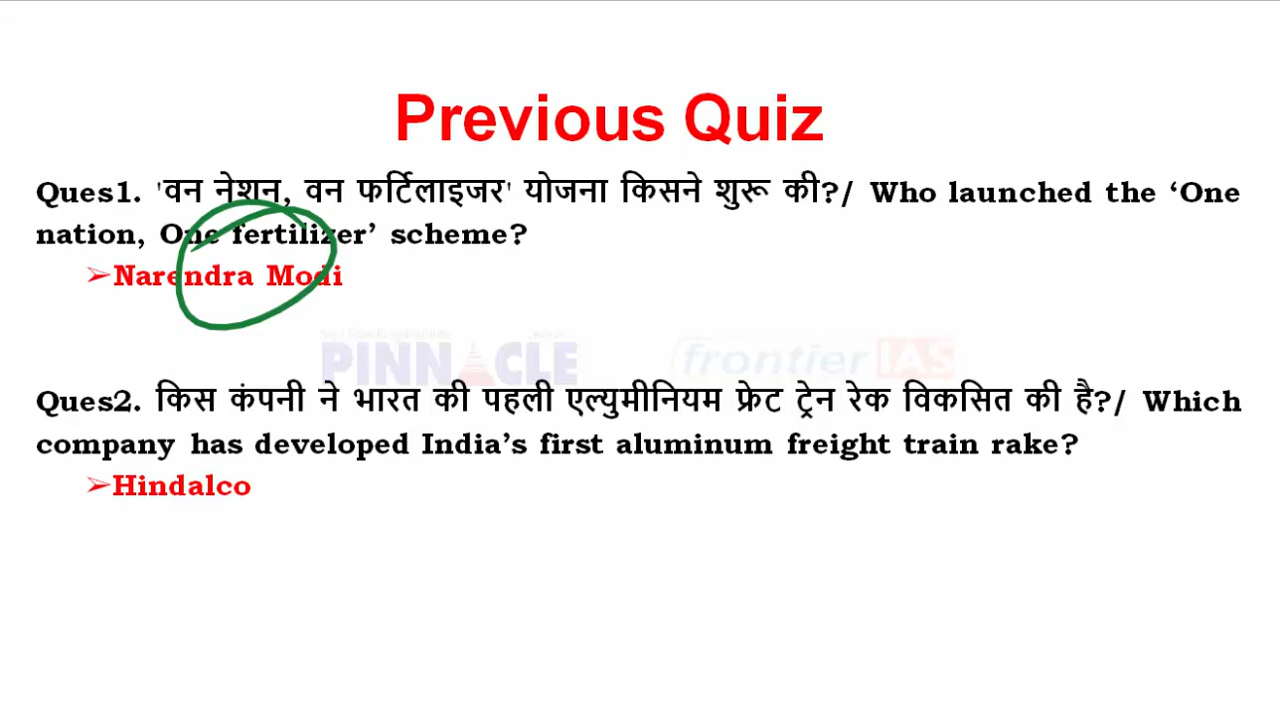 Previous Quiz
Ques1. 'वन नेशन, वन फर्टिलाइजर' योजना किसने शुरू की?/ Who launched the ‘One
nation, One fertilizer’ scheme?
➢Narendra Modi
PINNACLE frontier IAS
Ques2. किस कंपनी ने भारत की पहली एल्युमीनियम फ्रेट ट्रेन रेक विकसित की है?/ Which
company has developed India’s first aluminum freight train rake?
➢Hindalco